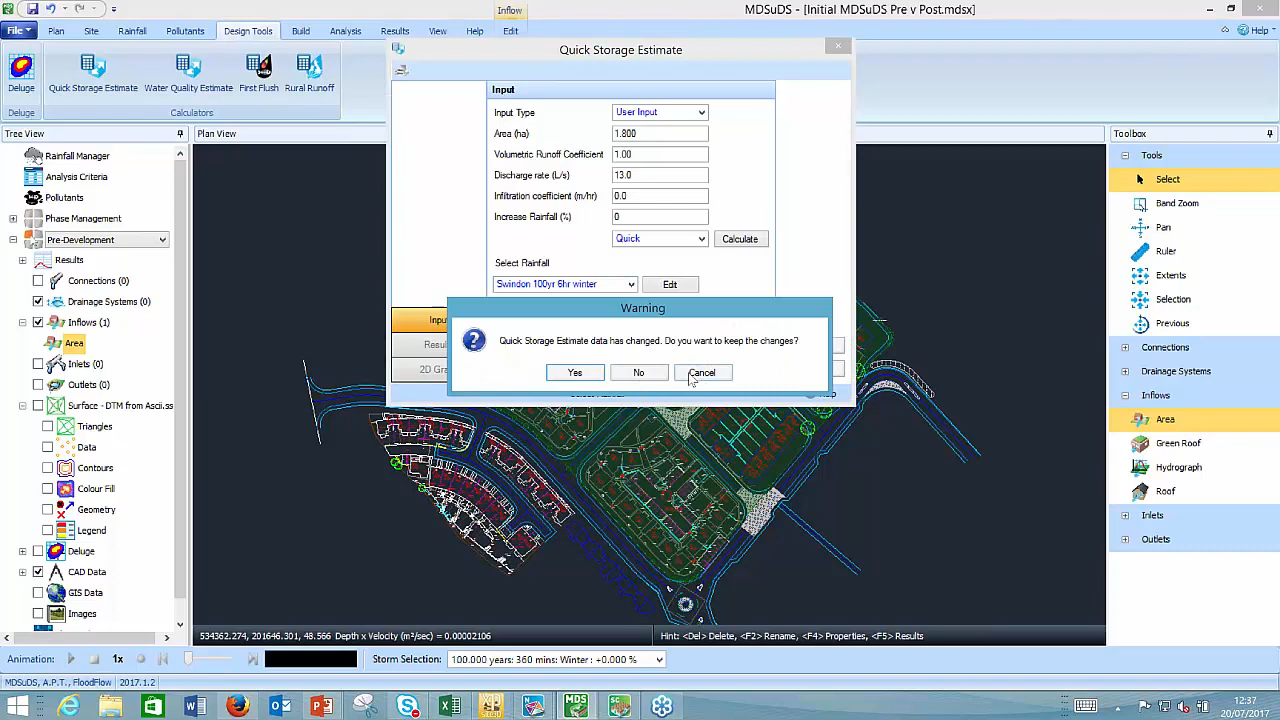 MDSuDS - [Initial MDSuDS Pre v Post.mdsx]
Inflow
File Plan Site Rainfall Pollutants Design Tools Build Analysis Results View Help Edit
Help
Quick Storage Estimate
Deluge Quick Storage Estimate Water Quality Estimate First Flush Rural Runoff
Deluge Calculators
Tree View
Plan View
Toolbox
Rainfall Manager
Analysis Criteria
Pollutants
Phase Management
Pre-Development
Results
Connections (0)
Drainage Systems (0)
Inflows (1)
Area
Inlets (0)
Outlets (0)
Surface - DTM from Ascii.ss
Triangles
Data
Contours
Colour Fill
Geometry
Legend
Deluge
CAD Data
GIS Data
Images
Input
Input Type User Input
Area (ha) 1.800
Volumetric Runoff Coefficient 1.00
Discharge rate (L/s) 13.0
Infiltration coefficient (m/hr) 0.0
Increase Rainfall (%) 0
Quick Calculate
Select Rainfall
Swindon 100yr 6hr winter Edit
Warning
Quick Storage Estimate data has changed. Do you want to keep the changes?
Yes No Cancel
Tools
Select
Band Zoom
Pan
Ruler
Extents
Selection
Previous
Connections
Drainage Systems
Inflows
Area
Green Roof
Hydrograph
Roof
Inlets
Outlets
534362.274, 201646.301, 48.566 Depth x Velocity (m²/sec) = 0.00002106
Hint: <Del> Delete, <F2> Rename, <F4> Properties, <F5> Results
Animation: 1x Storm Selection: 100.000 years: 360 mins: Winter : +0.000 %
MDSuDS, A.P.T., FloodFlow 2017.1.2
12:37
20/07/2017